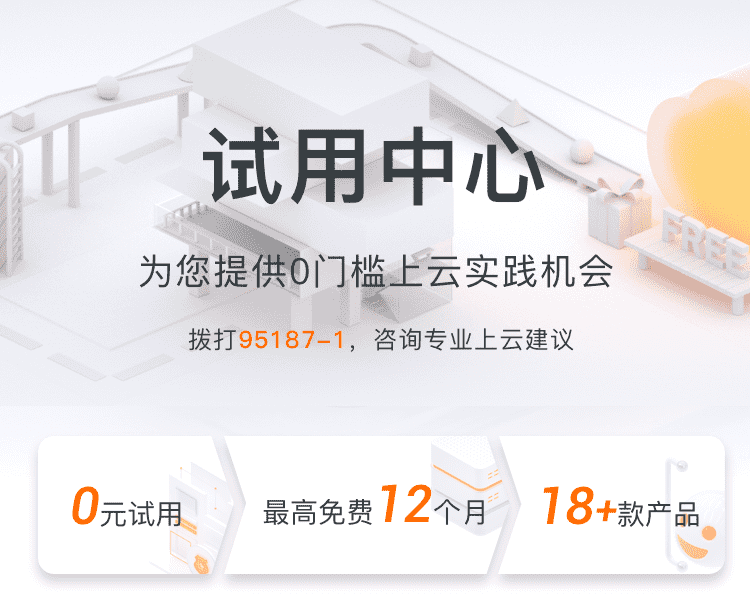 试用中心
为您提供0门槛上云实践机会
拨打95187-1，咨询专业上云建议
FREE
0元试用
最高免费12个月
18+款产品